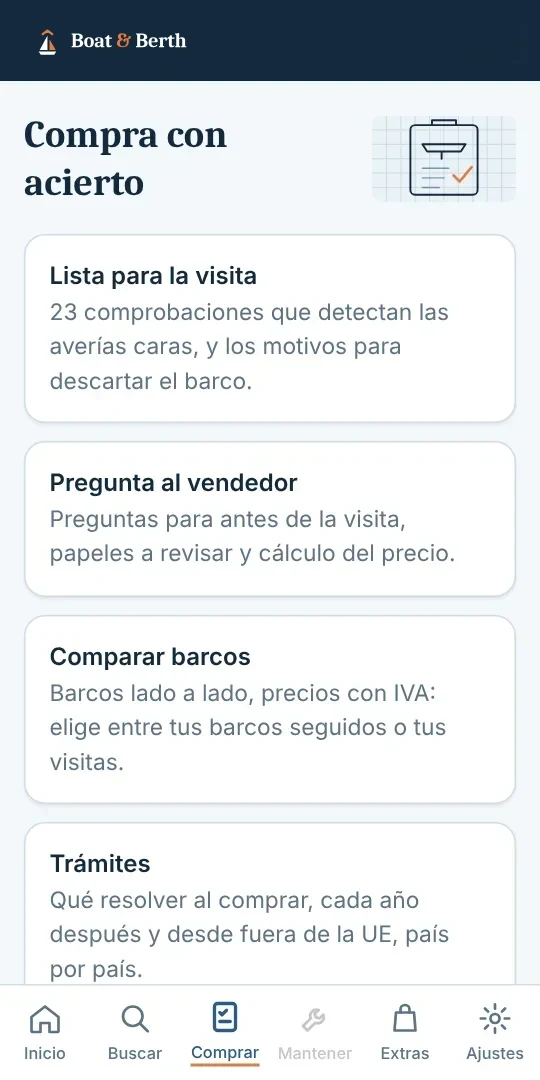 Boat & Berth
Compra con
acierto
Lista para la visita
23 comprobaciones que detectan las
averías caras, y los motivos para
descartar el barco.
Pregunta al vendedor
Preguntas para antes de la visita,
papeles a revisar y cálculo del precio.
Comparar barcos
Barcos lado a lado, precios con IVA:
elige entre tus barcos seguidos o tus
visitas.
Trámites
Qué resolver al comprar, cada año
después y desde fuera de la UE, país
por país.
Inicio
Buscar
Comprar
Mantener
Extras
Ajustes